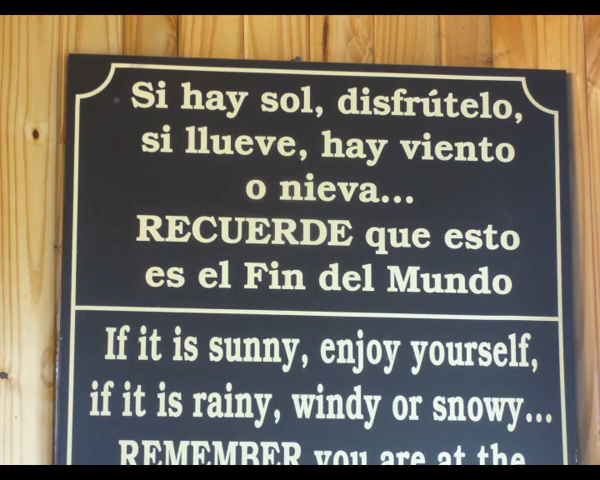 Si hay sol, disfrútelo,
si llueve, hay viento
o nieva...
RECUERDE que esto
es el Fin del Mundo
If it is sunny, enjoy yourself,
if it is rainy, windy or snowy...
REMEMBER you are at the